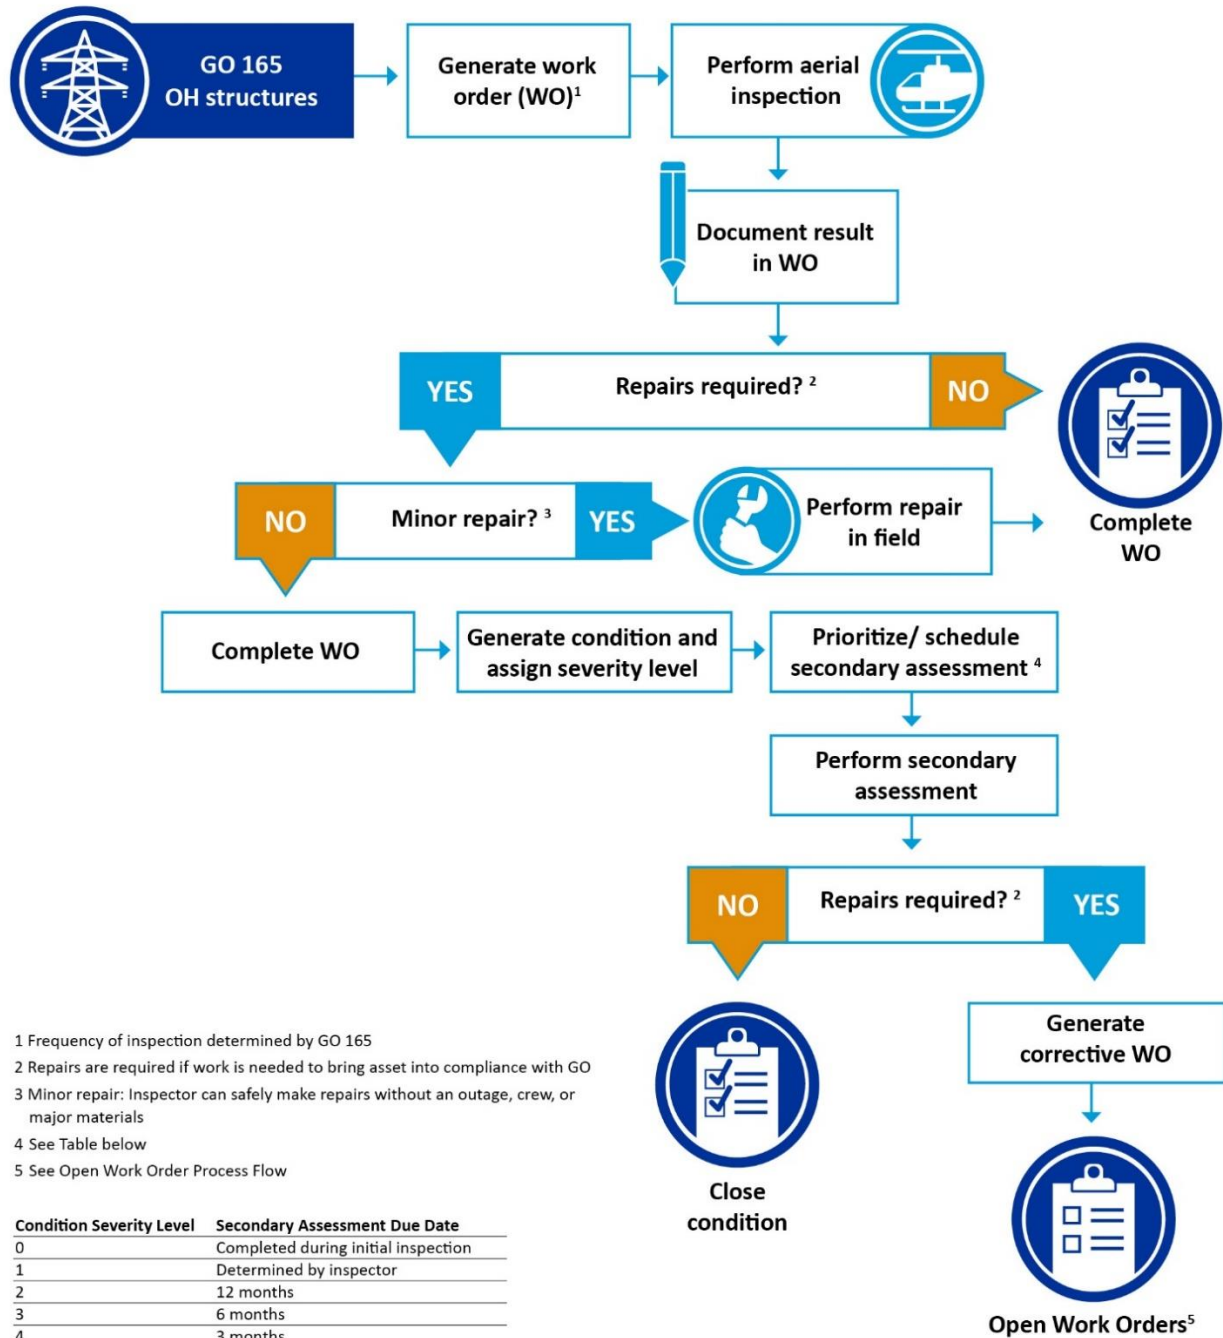 GO 165
OH structures
Generate work
order (WO)¹
Perform aerial
inspection
Document result
in WO
YES
Repairs required? ²
NO
NO
Minor repair? ³
YES
Perform repair
in field
Complete
WO
Complete WO
Generate condition and
assign severity level
Prioritize/ schedule
secondary assessment ⁴
Perform secondary
assessment
NO
Repairs required? ²
YES
Close
condition
Generate
corrective WO
Open Work Orders⁵
1 Frequency of inspection determined by GO 165
2 Repairs are required if work is needed to bring asset into compliance with GO
3 Minor repair: Inspector can safely make repairs without an outage, crew, or
major materials
4 See Table below
5 See Open Work Order Process Flow
Condition Severity Level Secondary Assessment Due Date
0 Completed during initial inspection
1 Determined by inspector
2 12 months
3 6 months
4 3 months